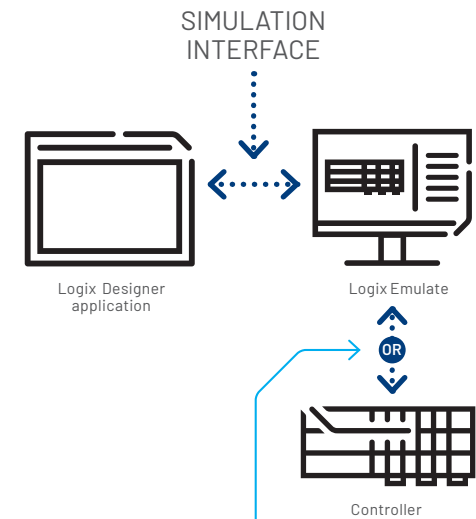 SIMULATION
INTERFACE
Logix Designer
application
Logix Emulate
OR
Controller